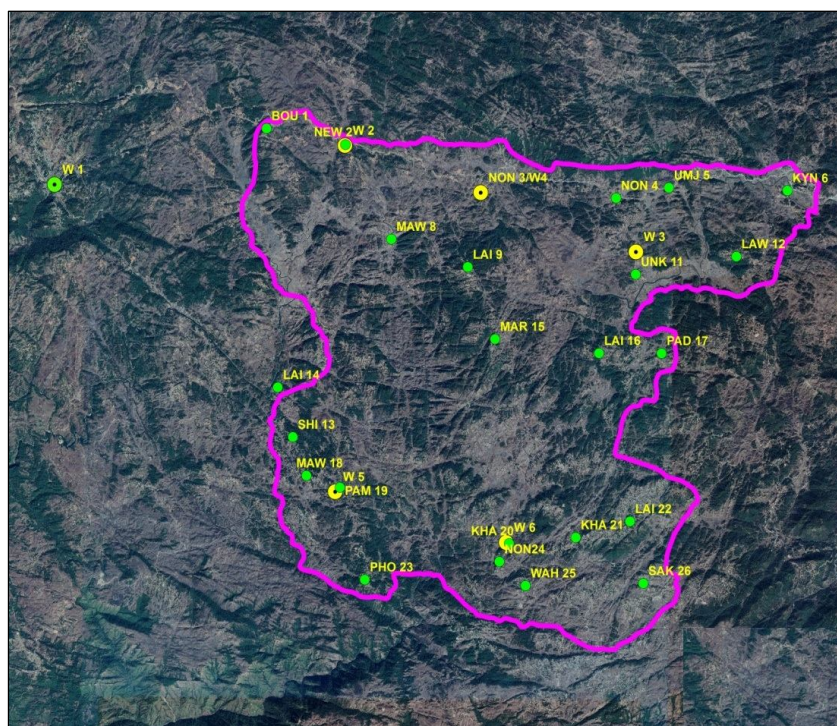 BOU 1
NEW 2
W 2
W 1
NON 3/W4
NON 4
UMJ 5
KYN 6
MAW 8
LAI 9
W 3
UNK 11
LAW 12
MAR 15
LAI 16
PAD 17
LAI 14
SHI 13
MAW 18
W 5
PAM 19
KHA 20
W 6
KHA 21
LAI 22
NON24
PHO 23
WAH 25
SAK 26